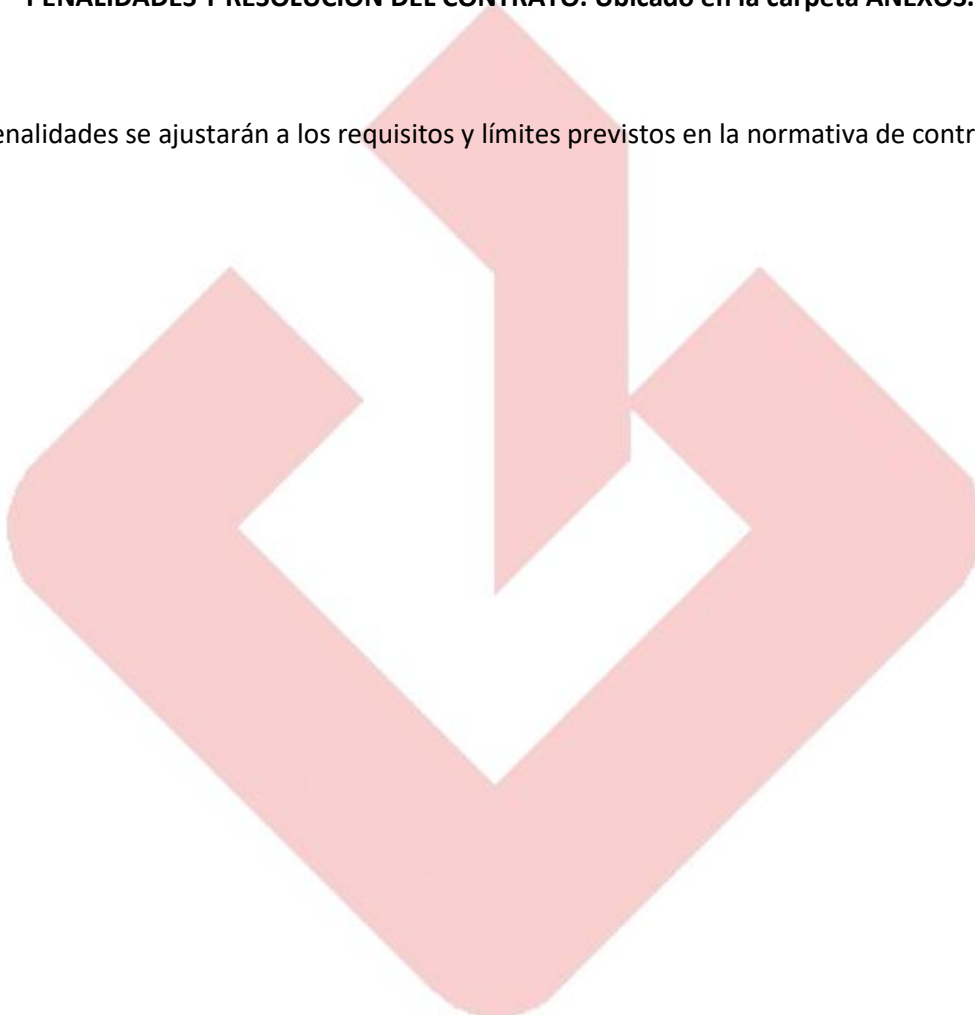 PENALIDADES Y RESOLUCIÓN DEL CONTRATO. Ubicado en la carpeta ANEXOS.
enalidades se ajustarán a los requisitos y límites previstos en la normativa de contr